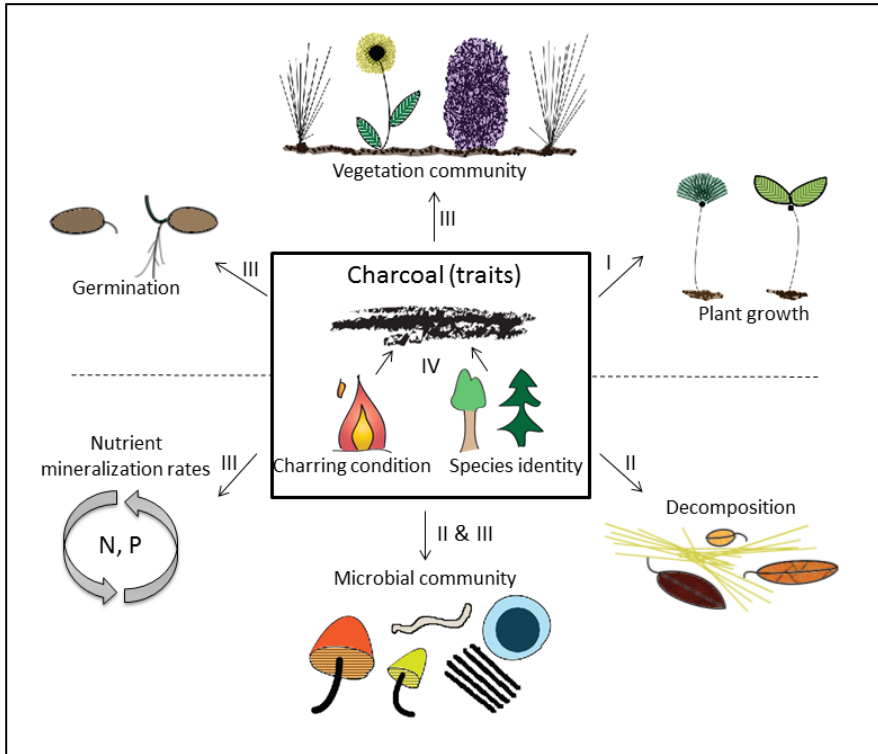 Vegetation community
III
Germination
III
Charcoal (traits)
I
Plant growth
IV
Charring condition
Species identity
Nutrient
mineralization rates
III
N, P
II
Decomposition
II & III
Microbial community